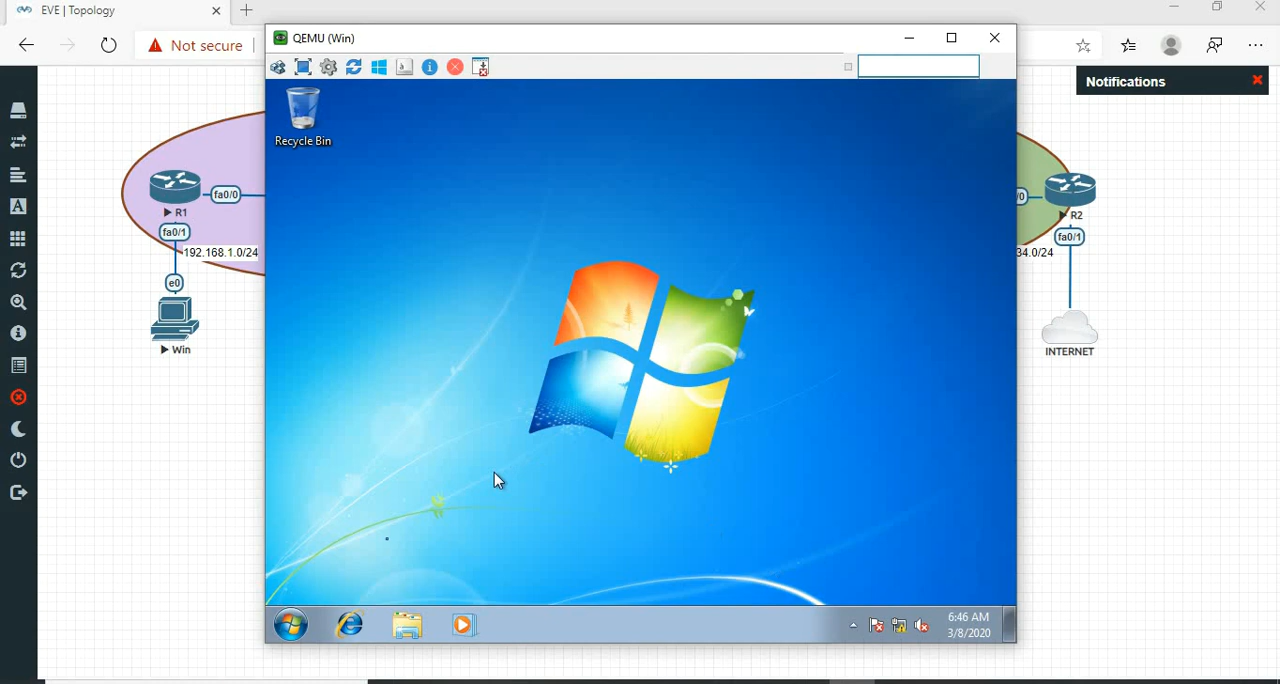 EVE | Topology
QEMU (Win)
Not secure
Notifications
Recycle Bin
fa0/0
R1
fa0/1
192.168.1.0/24
e0
Win
/0
R2
fa0/1
34.0/24
INTERNET
6:46 AM
3/8/2020